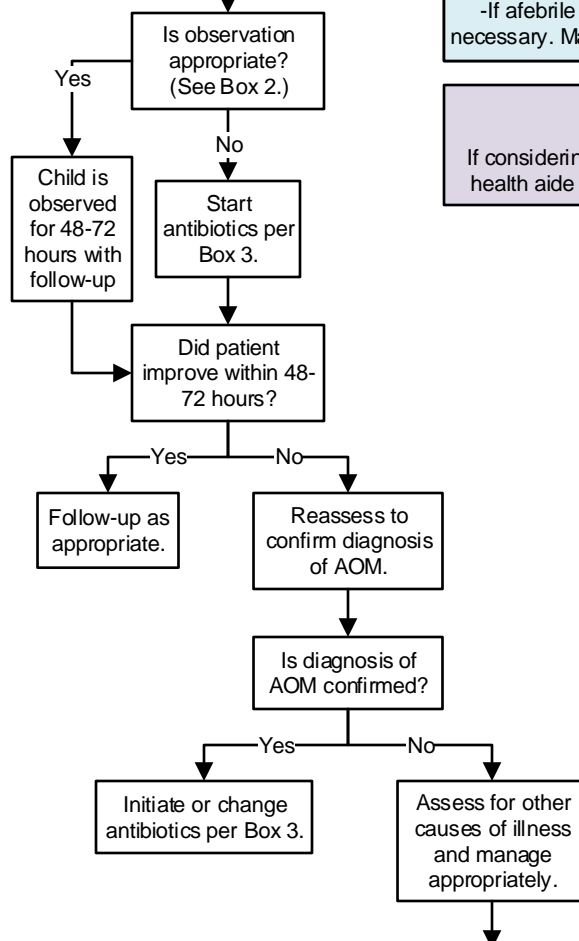 Is observation
appropriate?
(See Box 2.)
-If afebrile
necessary. Ma
Yes
No
If considerin
health aide
Child is
observed
for 48-72
hours with
follow-up
Start
antibiotics per
Box 3.
Did patient
improve within 48-
72 hours?
Yes
No
Follow-up as
appropriate.
Reassess to
confirm diagnosis
of AOM.
Is diagnosis of
AOM confirmed?
Yes
No
Initiate or change
antibiotics per Box 3.
Assess for other
causes of illness
and manage
appropriately.